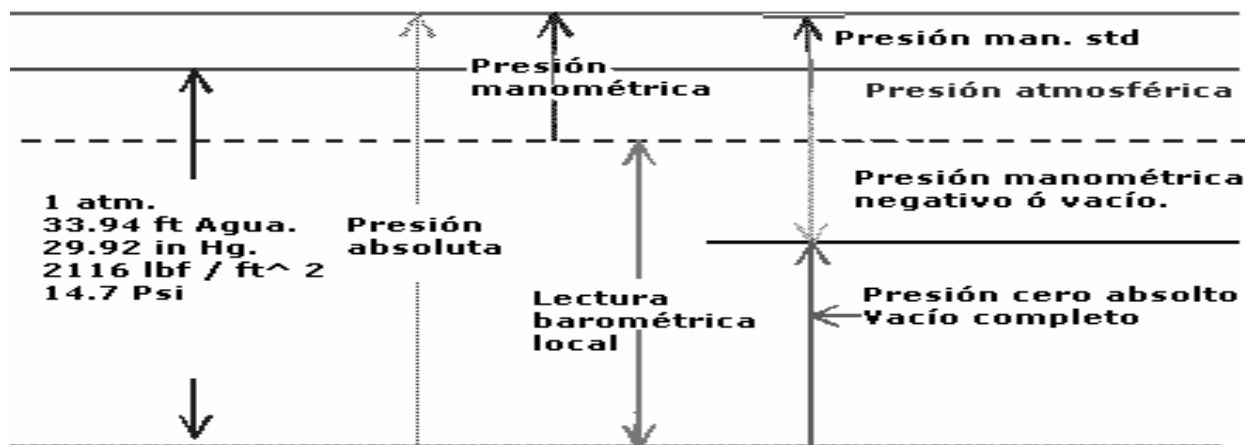 Presión man. std
Presión
manométrica
Presión atmosférica
Presión manométrica
negativo ó vacío.
1 atm.
33.94 ft Agua.
29.92 in Hg.
2116 lbf / ft^ 2
14.7 Psi
Presión
absoluta
Lectura
barométrica
local
Presión cero absolto
Vacío completo